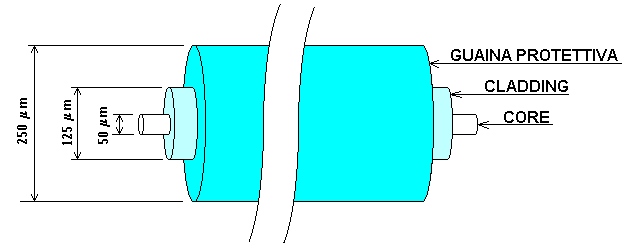 GUAINA PROTETTIVA
CLADDING
CORE
250 µm
125 µm
50 µm